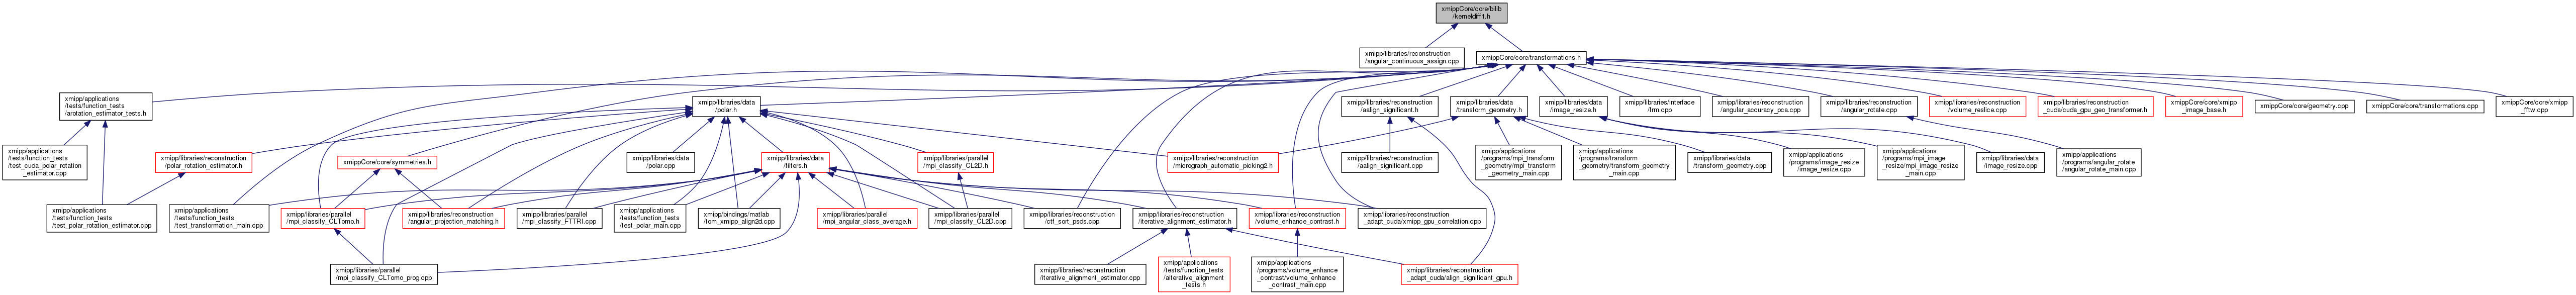 xmippCore/core/bilib
/kerneldiff1.h
xmipp/libraries/reconstruction
/angular_continuous_assign.cpp
xmippCore/core/transformations.h
xmipp/applications
/tests/function_tests
/arotation_estimator_tests.h
xmipp/libraries/data
/polar.h
xmipp/libraries/reconstruction
/aalign_significant.h
xmipp/libraries/data
/transform_geometry.h
xmipp/libraries/data
/image_resize.h
xmipp/libraries/interface
/frm.cpp
xmipp/libraries/reconstruction
/angular_accuracy_pca.cpp
xmipp/libraries/reconstruction
/angular_rotate.cpp
xmipp/libraries/reconstruction
/volume_reslice.cpp
xmipp/libraries/reconstruction
_cuda/cuda_gpu_geo_transformer.h
xmippCore/core/xmipp
_image_base.h
xmippCore/core/geometry.cpp
xmippCore/core/transformations.cpp
xmippCore/core/xmipp
_fftw.cpp
xmipp/applications
/tests/function_tests
/test_cuda_polar_rotation
_estimator.cpp
xmipp/libraries/reconstruction
/polar_rotation_estimator.h
xmippCore/core/symmetries.h
xmipp/libraries/data
/polar.cpp
xmipp/libraries/data
/filters.h
xmipp/libraries/parallel
/mpi_classify_CL2D.h
xmipp/libraries/reconstruction
/micrograph_automatic_picking2.h
xmipp/libraries/reconstruction
/aalign_significant.cpp
xmipp/applications
/programs/mpi_transform
_geometry/mpi_transform
_geometry_main.cpp
xmipp/applications
/programs/transform
_geometry/transform_geometry
_main.cpp
xmipp/libraries/data
/transform_geometry.cpp
xmipp/applications
/programs/image_resize
/image_resize.cpp
xmipp/applications
/programs/mpi_image
_resize/mpi_image_resize
_main.cpp
xmipp/libraries/data
/image_resize.cpp
xmipp/applications
/programs/angular_rotate
/angular_rotate_main.cpp
xmipp/applications
/tests/function_tests
/test_polar_rotation_estimator.cpp
xmipp/applications
/tests/function_tests
/test_transformation_main.cpp
xmipp/libraries/parallel
/mpi_classify_CLTomo.h
xmipp/libraries/reconstruction
/angular_projection_matching.h
xmipp/libraries/parallel
/mpi_classify_FTTRI.cpp
xmipp/applications
/tests/function_tests
/test_polar_main.cpp
xmipp/bindings/matlab
/tom_xmipp_align2d.cpp
xmipp/libraries/parallel
/mpi_angular_class_average.h
xmipp/libraries/parallel
/mpi_classify_CL2D.cpp
xmipp/libraries/reconstruction
/ctf_sort_psds.cpp
xmipp/libraries/reconstruction
/iterative_alignment_estimator.h
xmipp/libraries/reconstruction
/volume_enhance_contrast.h
xmipp/libraries/reconstruction
_adapt_cuda/xmipp_gpu_correlation.cpp
xmipp/libraries/parallel
/mpi_classify_CLTomo_prog.cpp
xmipp/libraries/reconstruction
/iterative_alignment_estimator.cpp
xmipp/applications
/tests/function_tests
/aiterative_alignment
_tests.h
xmipp/applications
/programs/volume_enhance
_contrast/volume_enhance
_contrast_main.cpp
xmipp/libraries/reconstruction
_adapt_cuda/align_significant_gpu.h